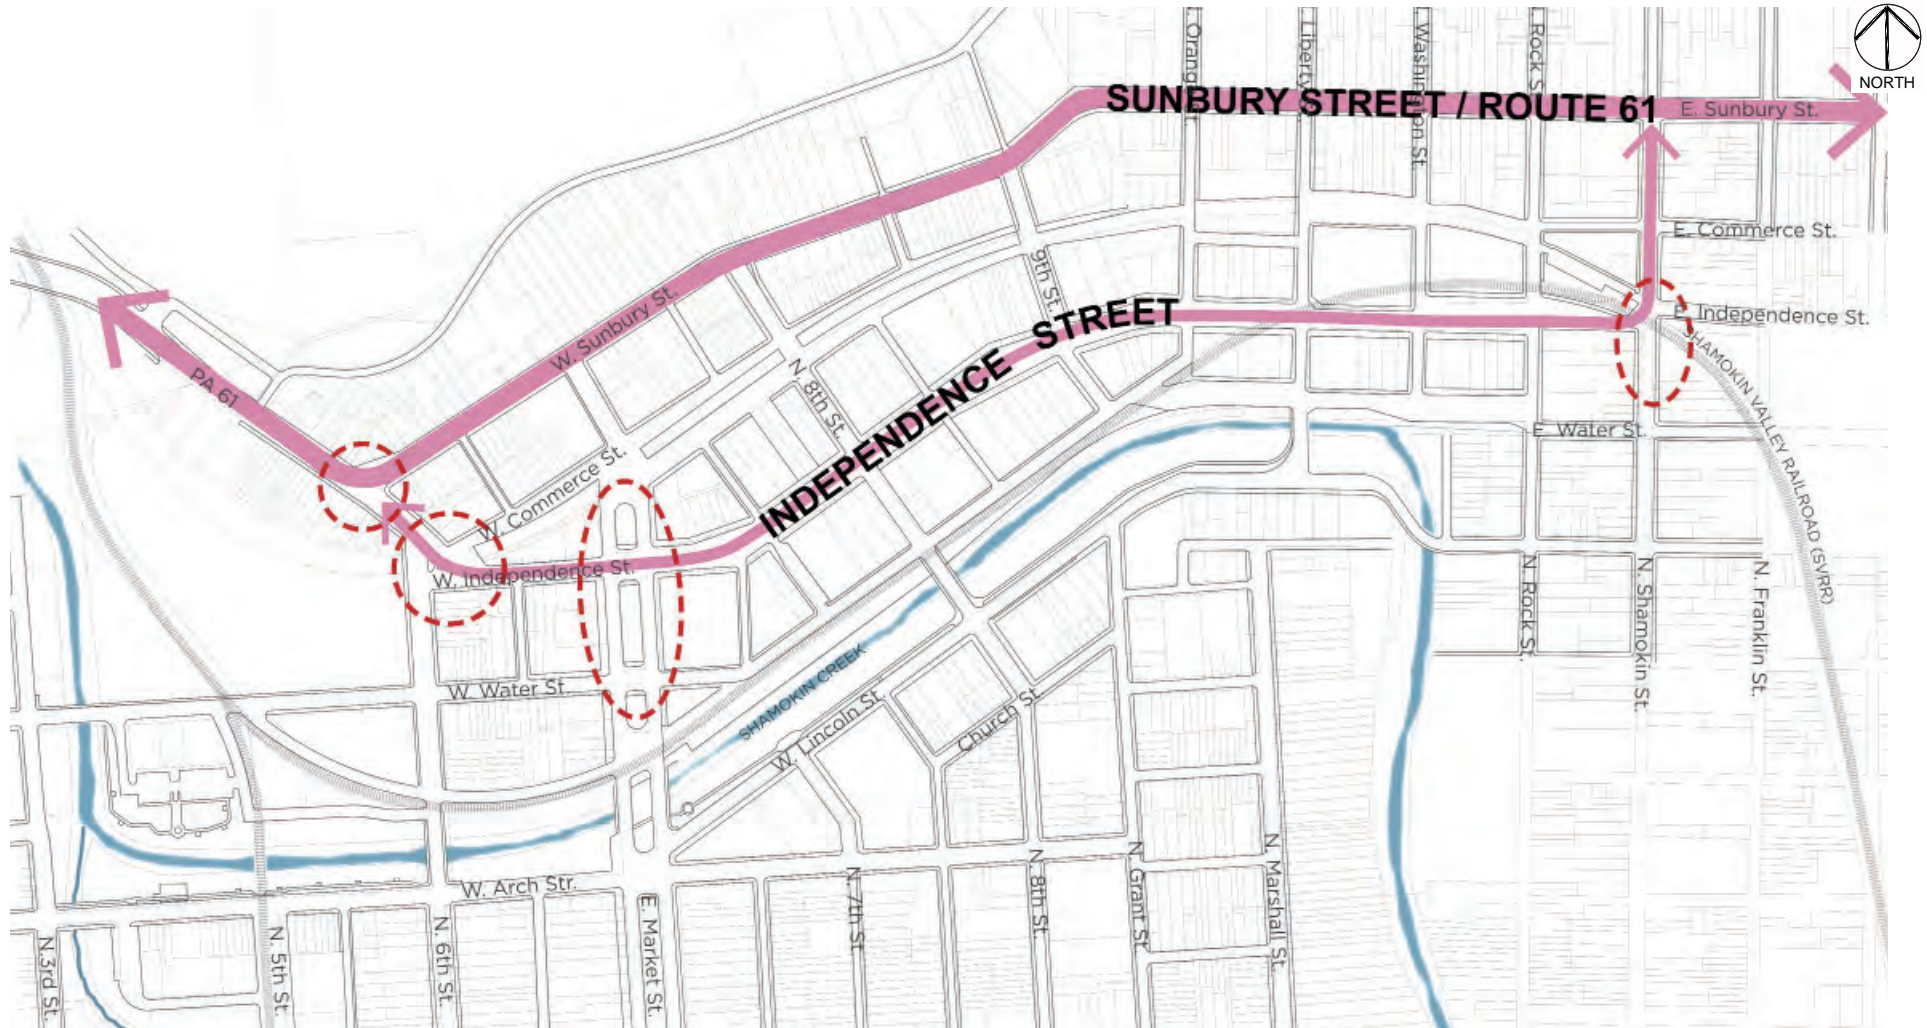 NORTH
N. Orange St.
Liberty
Washington St.
Rock S
SUNBURY STREET / ROUTE 61
E. Sunbury St.
E. Commerce St.
9th St.
W. Sunbury St.
INDEPENDENCE STREET
E. Independence St.
SHAMOKIN VALLEY RAILROAD (SVRR)
PA 61
N 8th St.
E. Water St.
W. Commerce St.
W. Independence St.
N. Rock St.
N. Shamokin St.
N. Franklin St.
W. Water St.
SHAMOKIN CREEK
W. Lincoln St.
Church St.
W. Arch Str.
N.3rd St.
N. 5th St.
N. 6th St.
E. Market St.
N. 7th St
N. 8th St.
N. Grant St.
N. Marshall St.